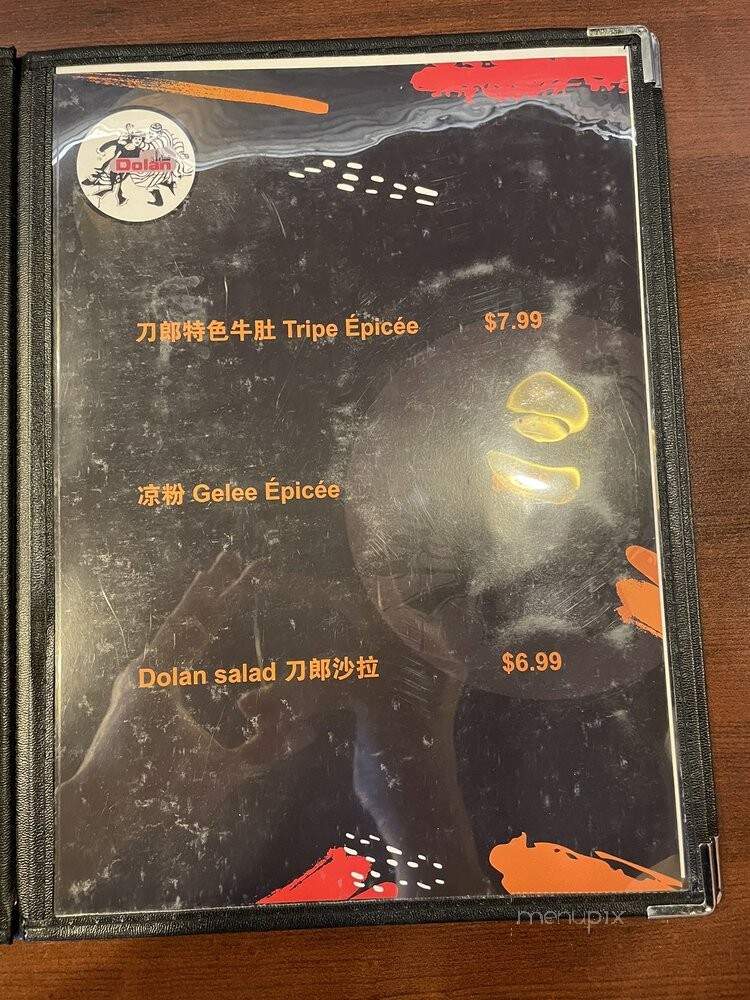 Dolan
刀郎特色牛肚 Tripe Épicée $7.99
凉粉 Gelee Épicée
Dolan salad 刀郎沙拉 $6.99
menupix